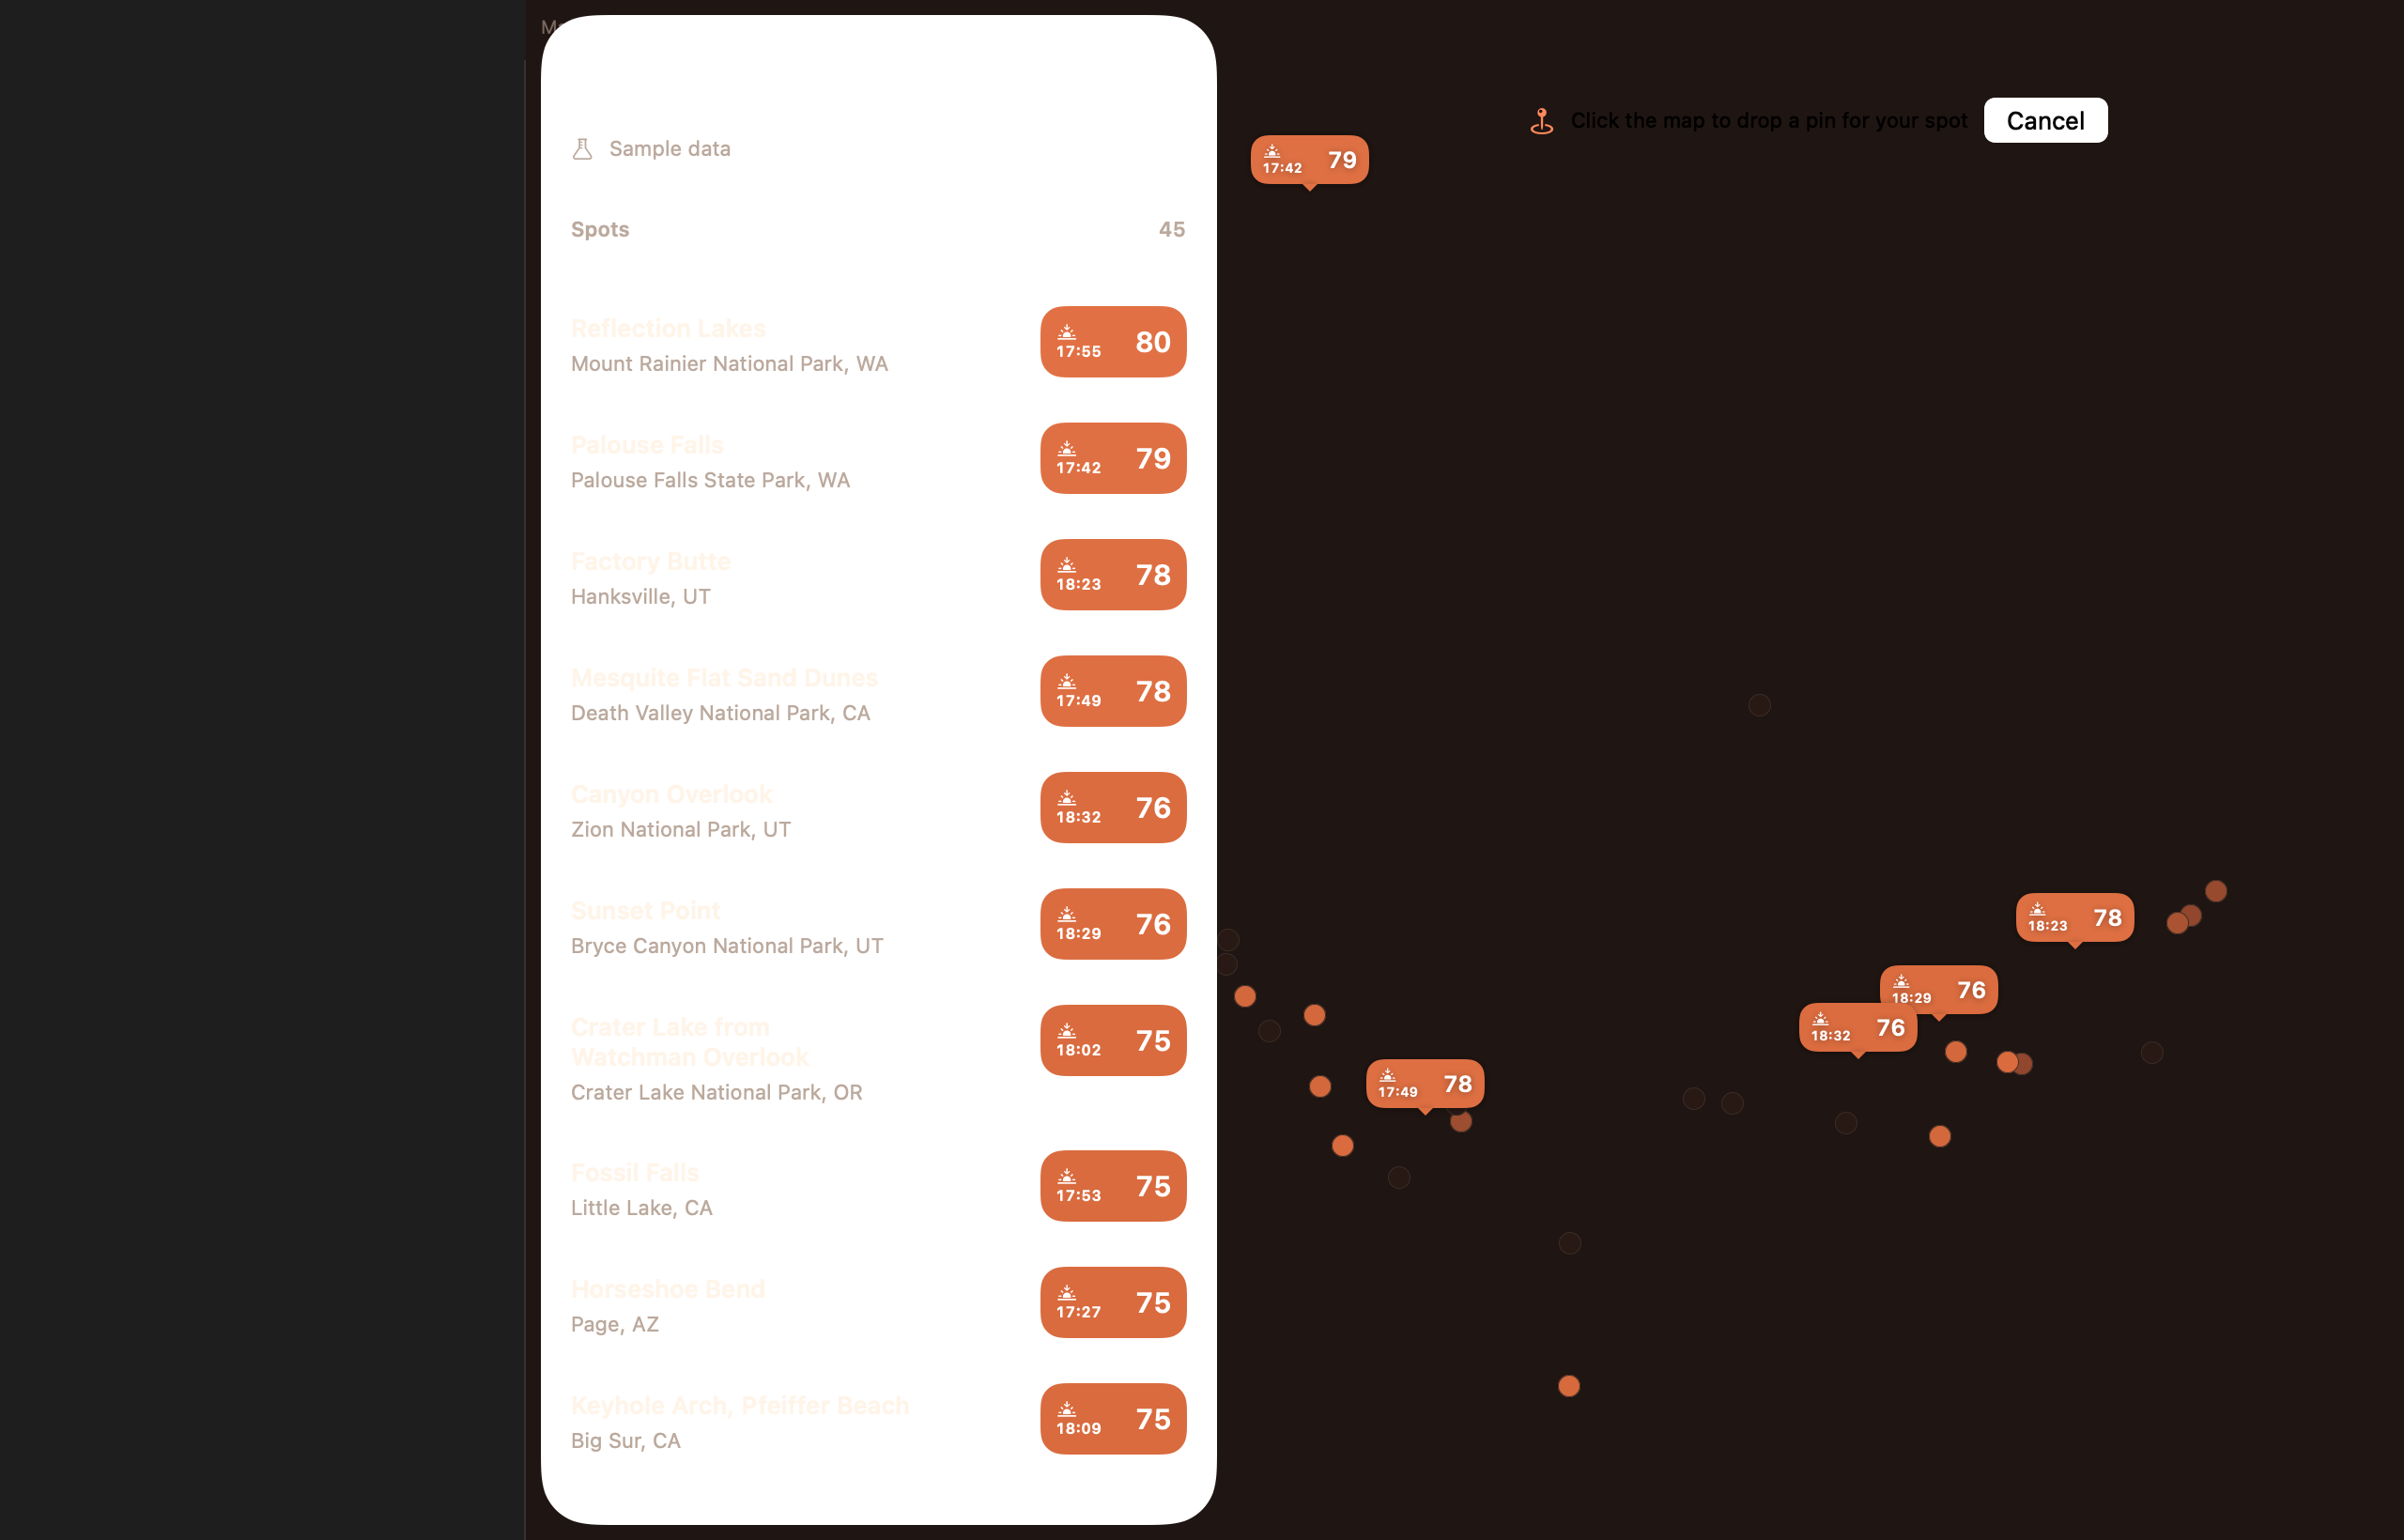 Sample data
Spots 45
Reflection Lakes
Mount Rainier National Park, WA
17:55 80
Palouse Falls
Palouse Falls State Park, WA
17:42 79
Factory Butte
Hanksville, UT
18:23 78
Mesquite Flat Sand Dunes
Death Valley National Park, CA
17:49 78
Canyon Overlook
Zion National Park, UT
18:32 76
Sunset Point
Bryce Canyon National Park, UT
18:29 76
Crater Lake from
Watchman Overlook
Crater Lake National Park, OR
18:02 75
Fossil Falls
Little Lake, CA
17:53 75
Horseshoe Bend
Page, AZ
17:27 75
Keyhole Arch, Pfeiffer Beach
Big Sur, CA
18:09 75
Click the map to drop a pin for your spot Cancel
17:42 79
18:23 78
18:29 76
18:32 76
17:49 78